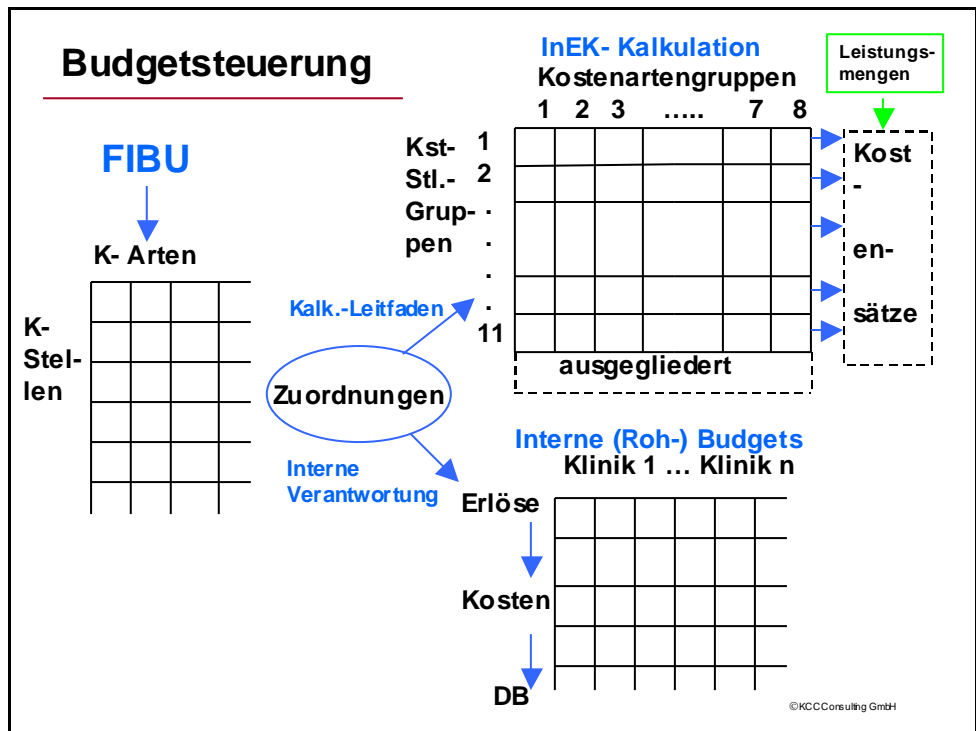 Budgetsteuerung
FIBU
K- Arten
K-
Stel-
len
Zuordnungen
Kalk.-Leitfaden
Interne
Verantwortung
InEK- Kalkulation
Kostenartengruppen
1 2 3 ..... 7 8
Kst-
Stl.-
Grup-
pen
1
2
.
.
.
.
11
ausgegliedert
Leistungs-
mengen
Kost
-
en-
sätze
Interne (Roh-) Budgets
Klinik 1 ... Klinik n
Erlöse
Kosten
DB
©KCCConsulting GmbH